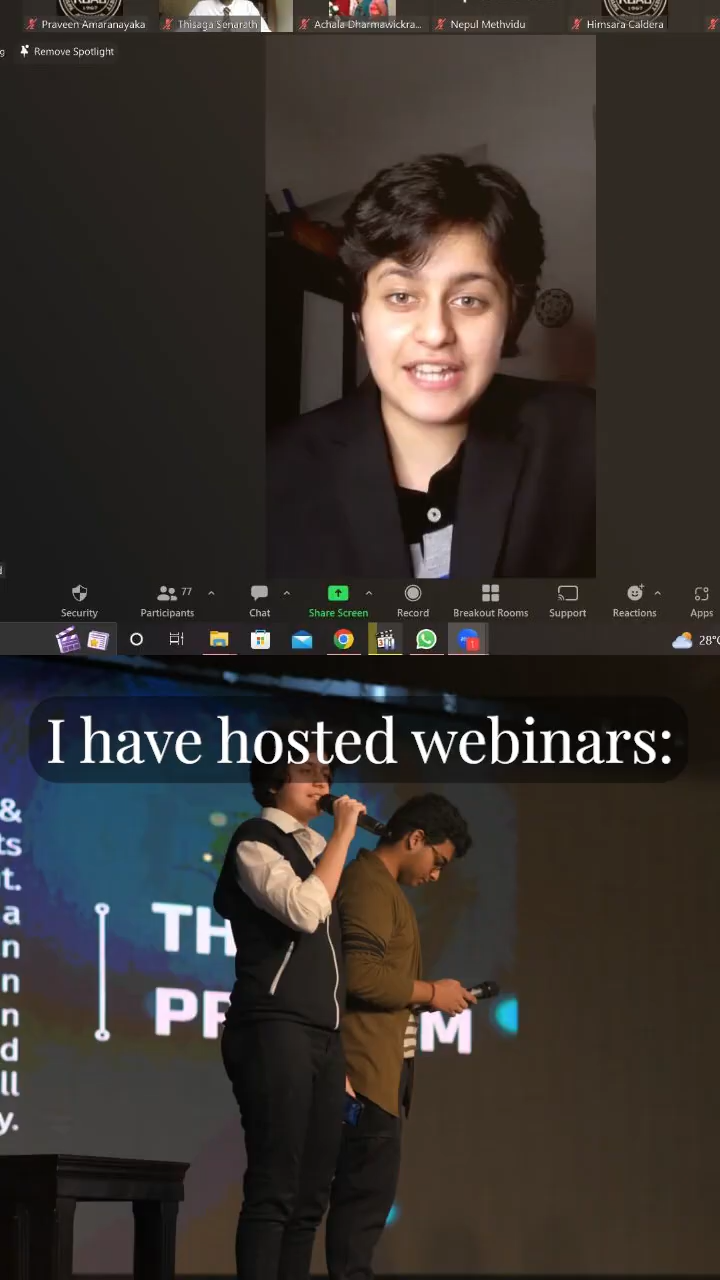 Praveen Amaranayaka
Thisaga Senarath
Achala Dharmawickra...
Nepul Methvidu
Himsara Caldera
Remove Spotlight
77
Security
Participants
Chat
Share Screen
Record
Breakout Rooms
Support
Reactions
Apps
1
28°
I have hosted webinars:
&
ts
t.
a
n
n
n
d
ll
y.
TH
PR
M